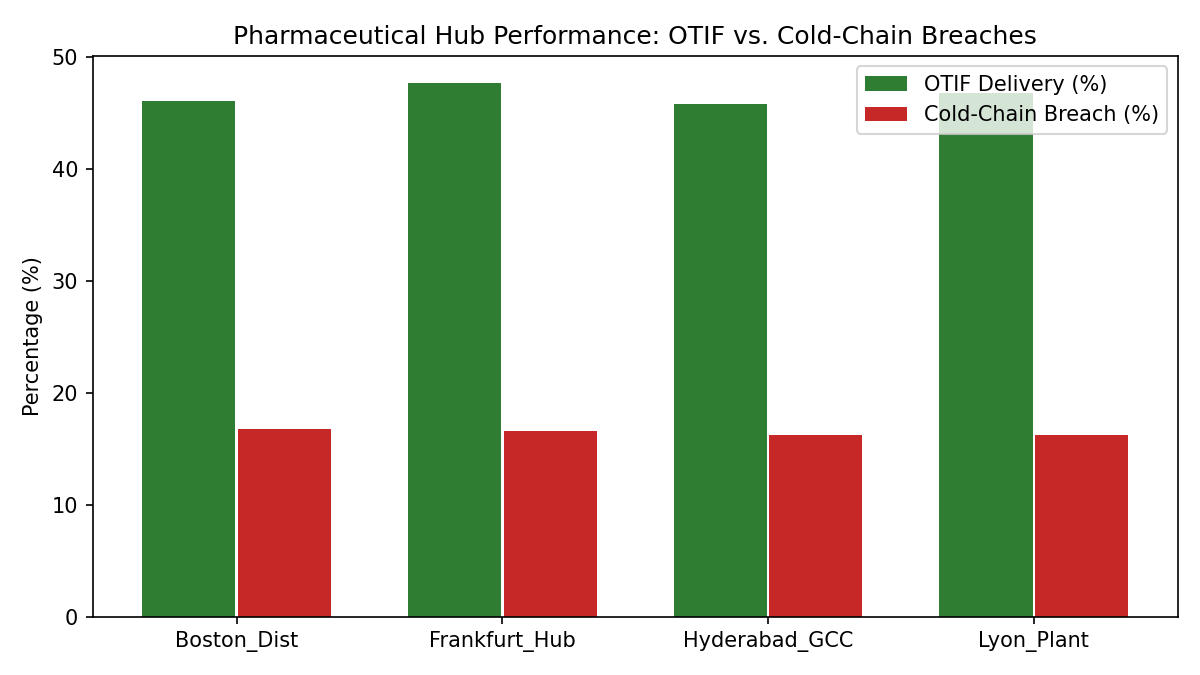 Pharmaceutical Hub Performance: OTIF vs. Cold-Chain Breaches
OTIF Delivery (%)
Cold-Chain Breach (%)
Percentage (%)
50
40
30
20
10
0
Boston_Dist
Frankfurt_Hub
Hyderabad_GCC
Lyon_Plant